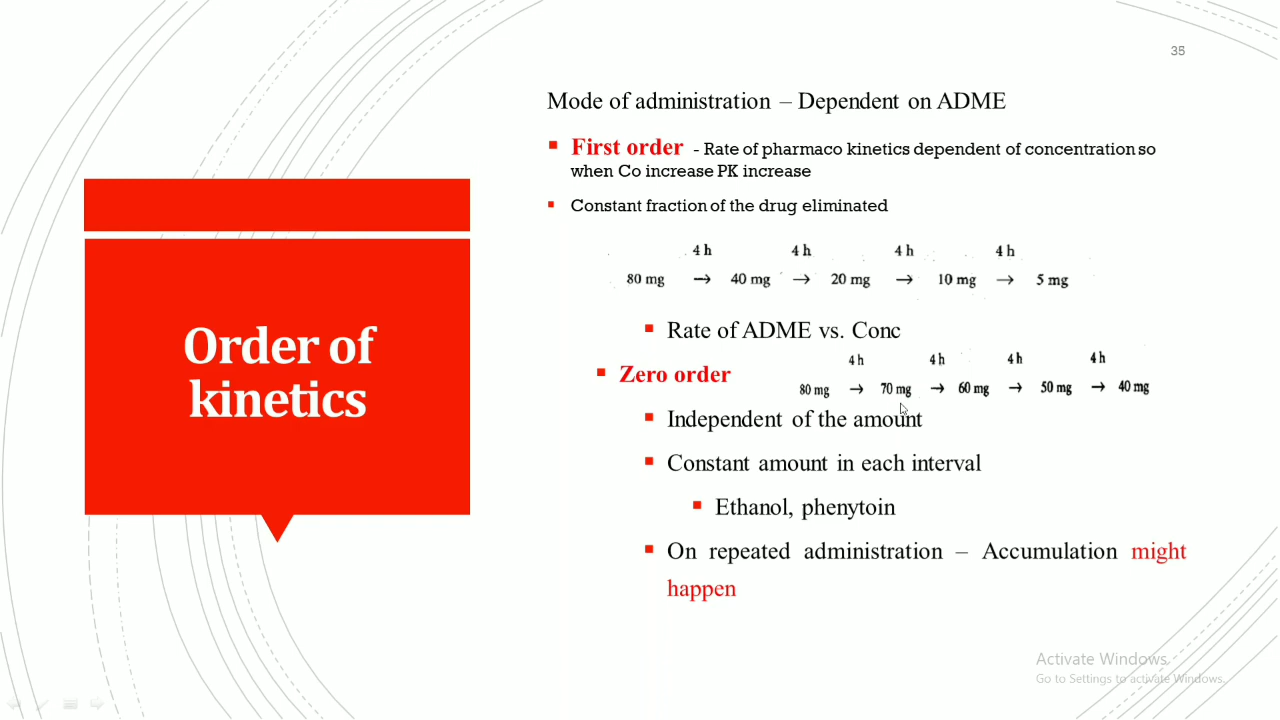 35
Order of
kinetics
Mode of administration – Dependent on ADME
First order - Rate of pharmaco kinetics dependent of concentration so
when Co increase PK increase
Constant fraction of the drug eliminated
4 h 4 h 4 h 4 h
80 mg → 40 mg → 20 mg → 10 mg → 5 mg
Rate of ADME vs. Conc
Zero order
4 h 4 h 4 h 4 h
80 mg → 70 mg → 60 mg → 50 mg → 40 mg
Independent of the amount
Constant amount in each interval
Ethanol, phenytoin
On repeated administration – Accumulation might
happen
Activate Windows
Go to Settings to activate Windows.